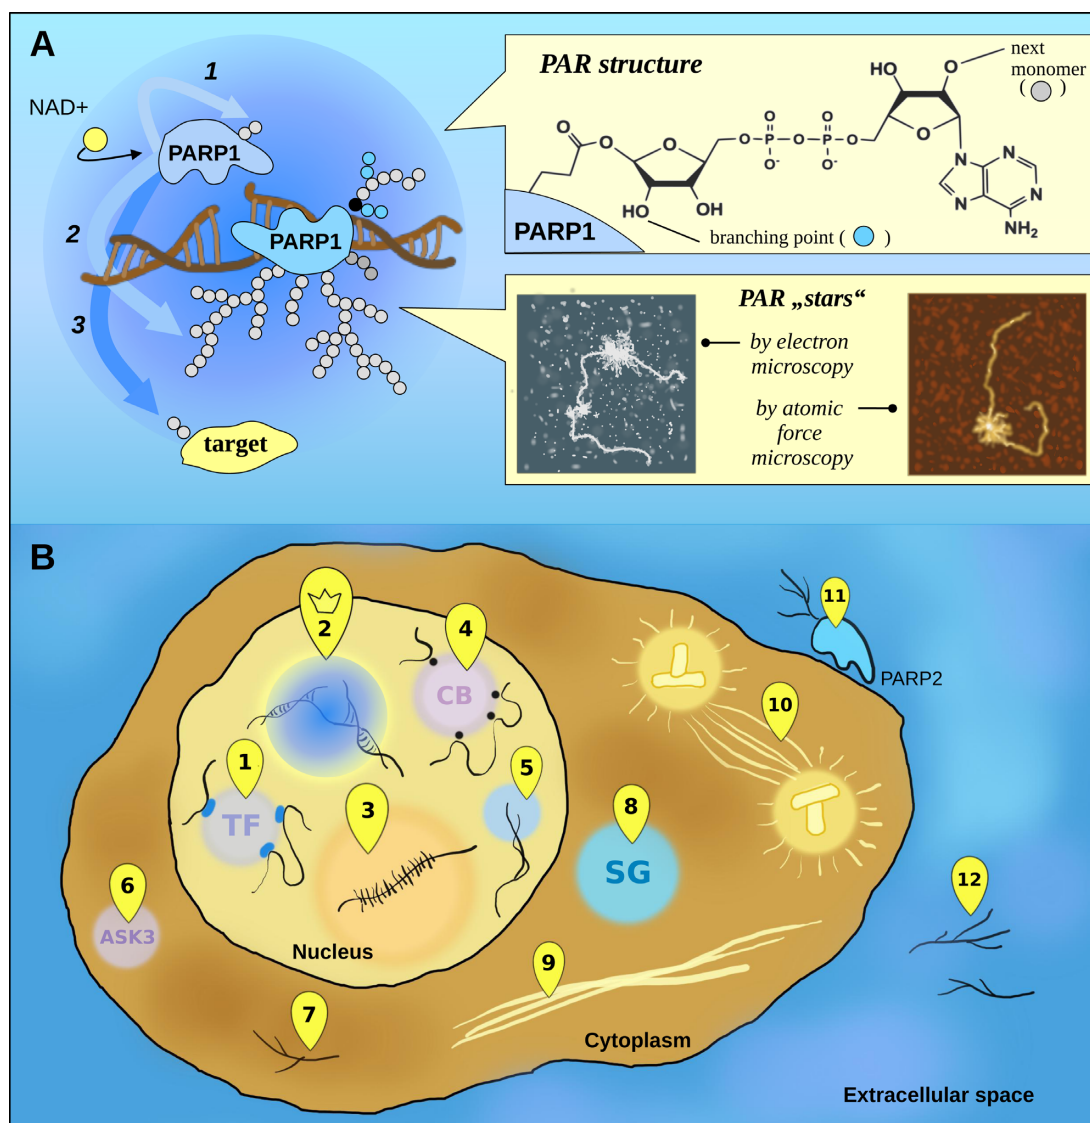 A
1
NAD+
PARP1
2
PARP1
3
target
PAR structure
next
monomer
( )
HO
O
O
O
O
O
P
O
P
O
O
O
O-
O-
O
HO
OH
N
N
N
N
NH₂
PARP1
branching point ( )
PAR „stars“
by electron
microscopy
by atomic
force
microscopy
B
2
4
CB
1
TF
3
5
Nucleus
6
ASK3
7
8
SG
9
Cytoplasm
10
11
PARP2
12
Extracellular space